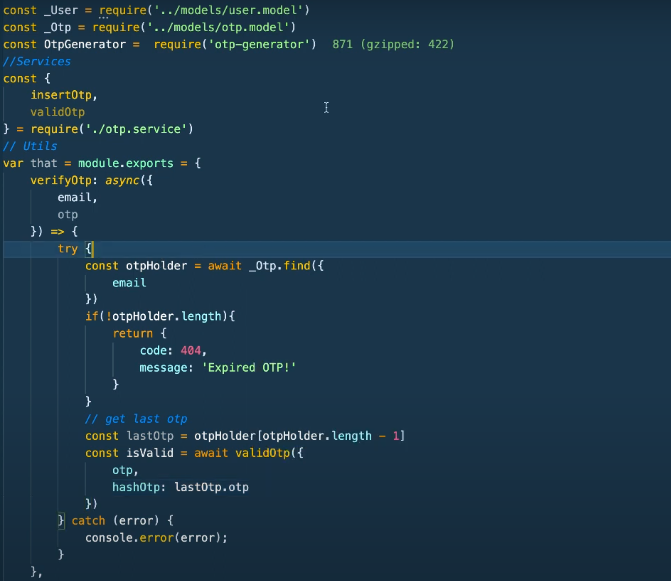 const _User = require('../models/user.model')
const _Otp = require('../models/otp.model')
const OtpGenerator =  require('otp-generator')  871 (gzipped: 422)
//Services
const {
    insertOtp,
    validOtp
} = require('./otp.service')
// Utils
var that = module.exports = {
    verifyOtp: async({
        email,
        otp
    }) => {
        try {
            const otpHolder = await _Otp.find({
                email
            })
            if(!otpHolder.length){
                return {
                    code: 404,
                    message: 'Expired OTP!'
                }
            }
            // get last otp
            const lastOtp = otpHolder[otpHolder.length - 1]
            const isValid = await validOtp({
                otp,
                hashOtp: lastOtp.otp
            })
        } catch (error) {
            console.error(error);
        }
    },